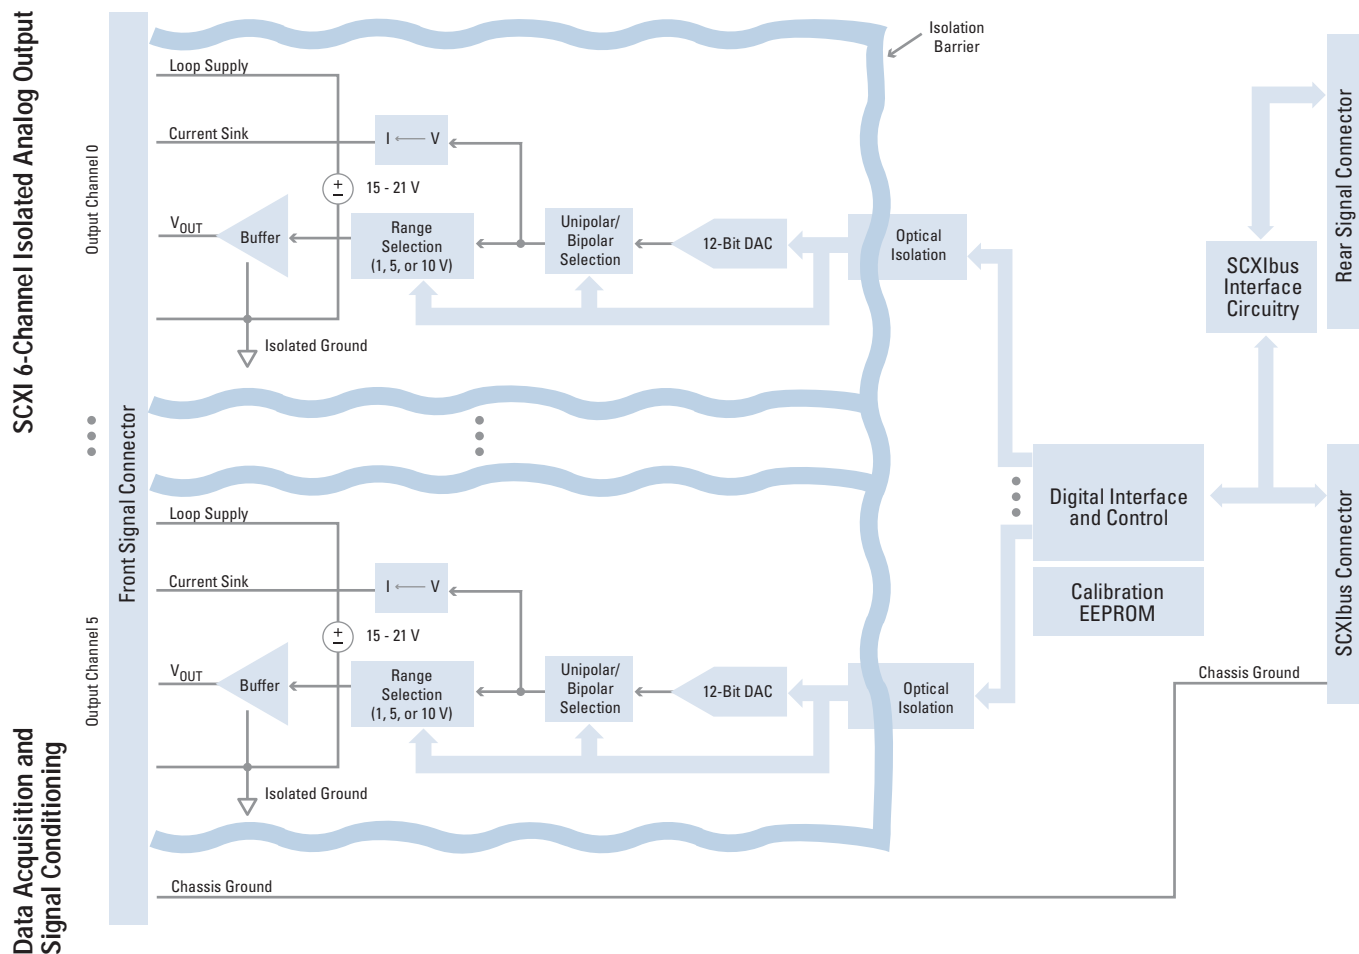 SCXI 6-Channel Isolated Analog Output
Data Acquisition and
Signal Conditioning
Output Channel 0
Output Channel 5
Front Signal Connector
Isolation
Barrier
Loop Supply
Current Sink
I V
+
–
15 - 21 V
VOUT
Buffer
Range
Selection
(1, 5, or 10 V)
Unipolar/
Bipolar
Selection
12-Bit DAC
Optical
Isolation
Isolated Ground
Loop Supply
Current Sink
I V
+
–
15 - 21 V
VOUT
Buffer
Range
Selection
(1, 5, or 10 V)
Unipolar/
Bipolar
Selection
12-Bit DAC
Optical
Isolation
Isolated Ground
Chassis Ground
Digital Interface
and Control
Calibration
EEPROM
SCXIbus
Interface
Circuitry
Rear Signal Connector
SCXIbus Connector
Chassis Ground